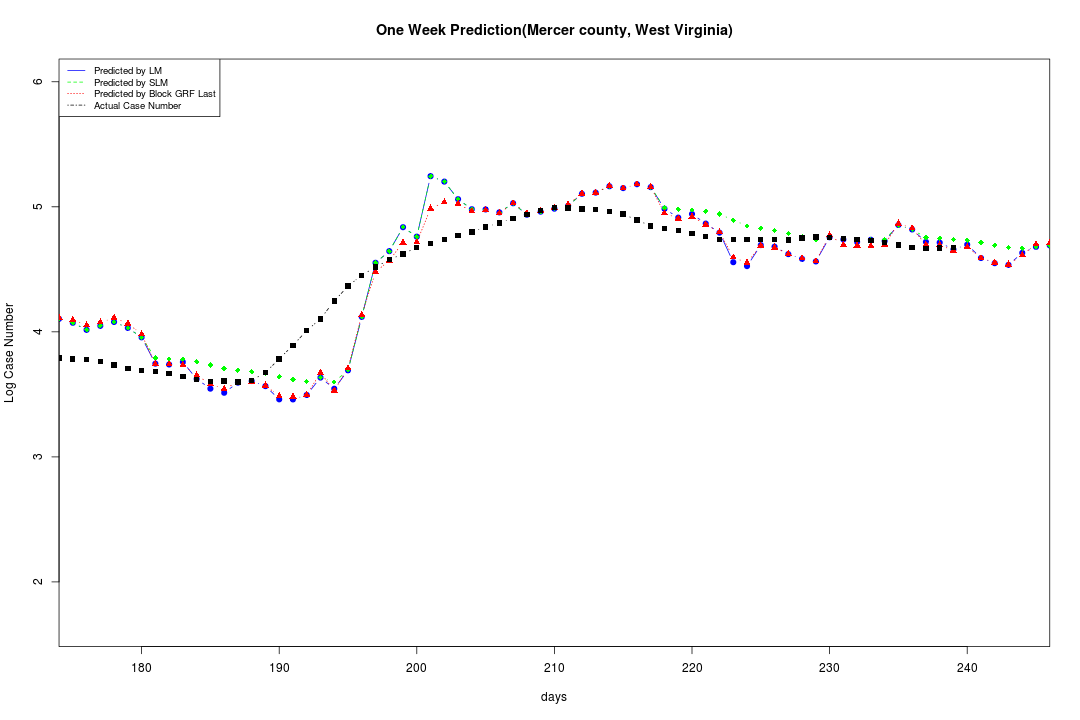 One Week Prediction(Mercer county, West Virginia)
Predicted by LM
Predicted by SLM
Predicted by Block GRF Last
Actual Case Number
6
5
4
3
2
Log Case Number
180 190 200 210 220 230 240
days